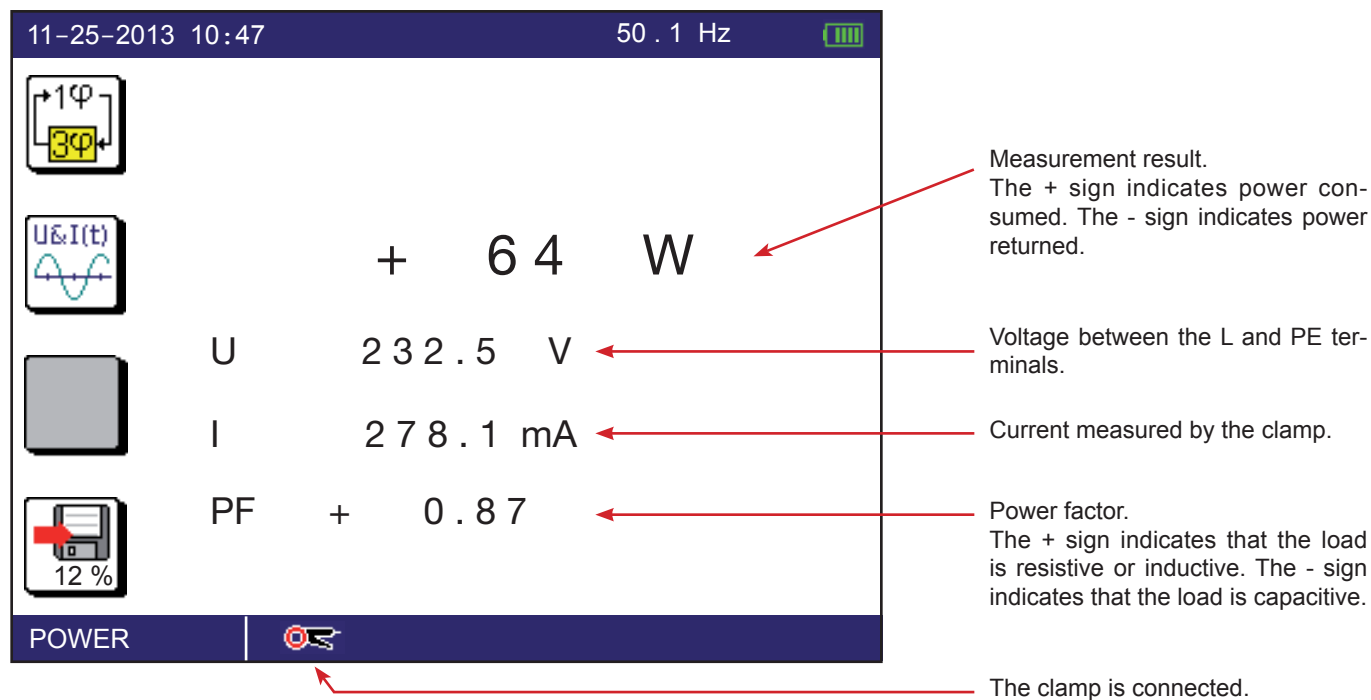 11-25-2013 10:47 50.1 Hz
1φ
3φ
U&I(t)
+ 64 W
U 232.5 V
I 278.1 mA
PF + 0.87
12 %
POWER
Measurement result.
The + sign indicates power con-
sumed. The - sign indicates power
returned.
Voltage between the L and PE ter-
minals.
Current measured by the clamp.
Power factor.
The + sign indicates that the load
is resistive or inductive. The - sign
indicates that the load is capacitive.
The clamp is connected.